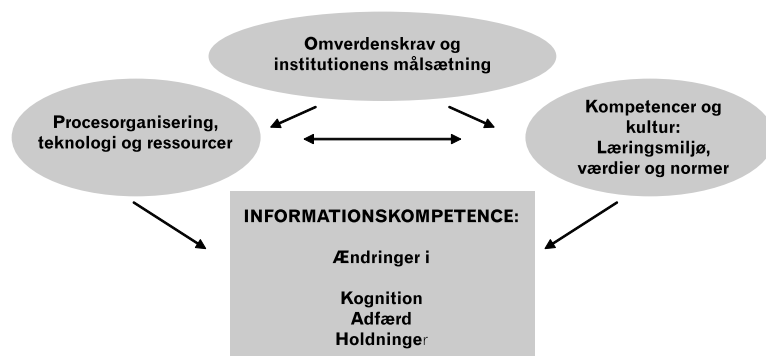 Omverdenskrav og
institutionens målsætning
Procesorganisering,
teknologi og ressourcer
Kompetencer og
kultur:
Læringsmiljø,
værdier og normer
INFORMATIONSKOMPETENCE:
Ændringer i
Kognition
Adfærd
Holdninger